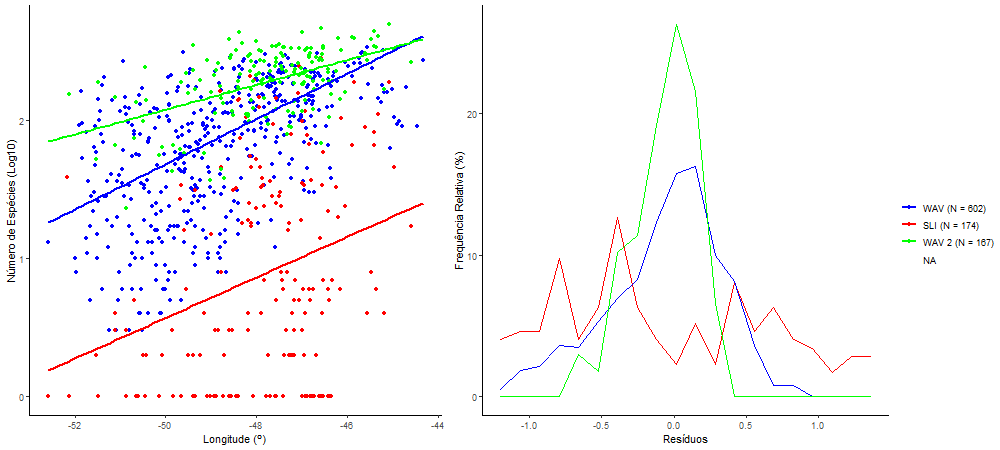 Número de Espécies (Log10)
2
1
0
-52
-50
-48
-46
-44
Longitude (º)
Frequência Relativa (%)
20
10
0
-1.0
-0.5
0.0
0.5
1.0
Resíduos
WAV (N = 602)
SLI (N = 174)
WAV 2 (N = 167)
NA